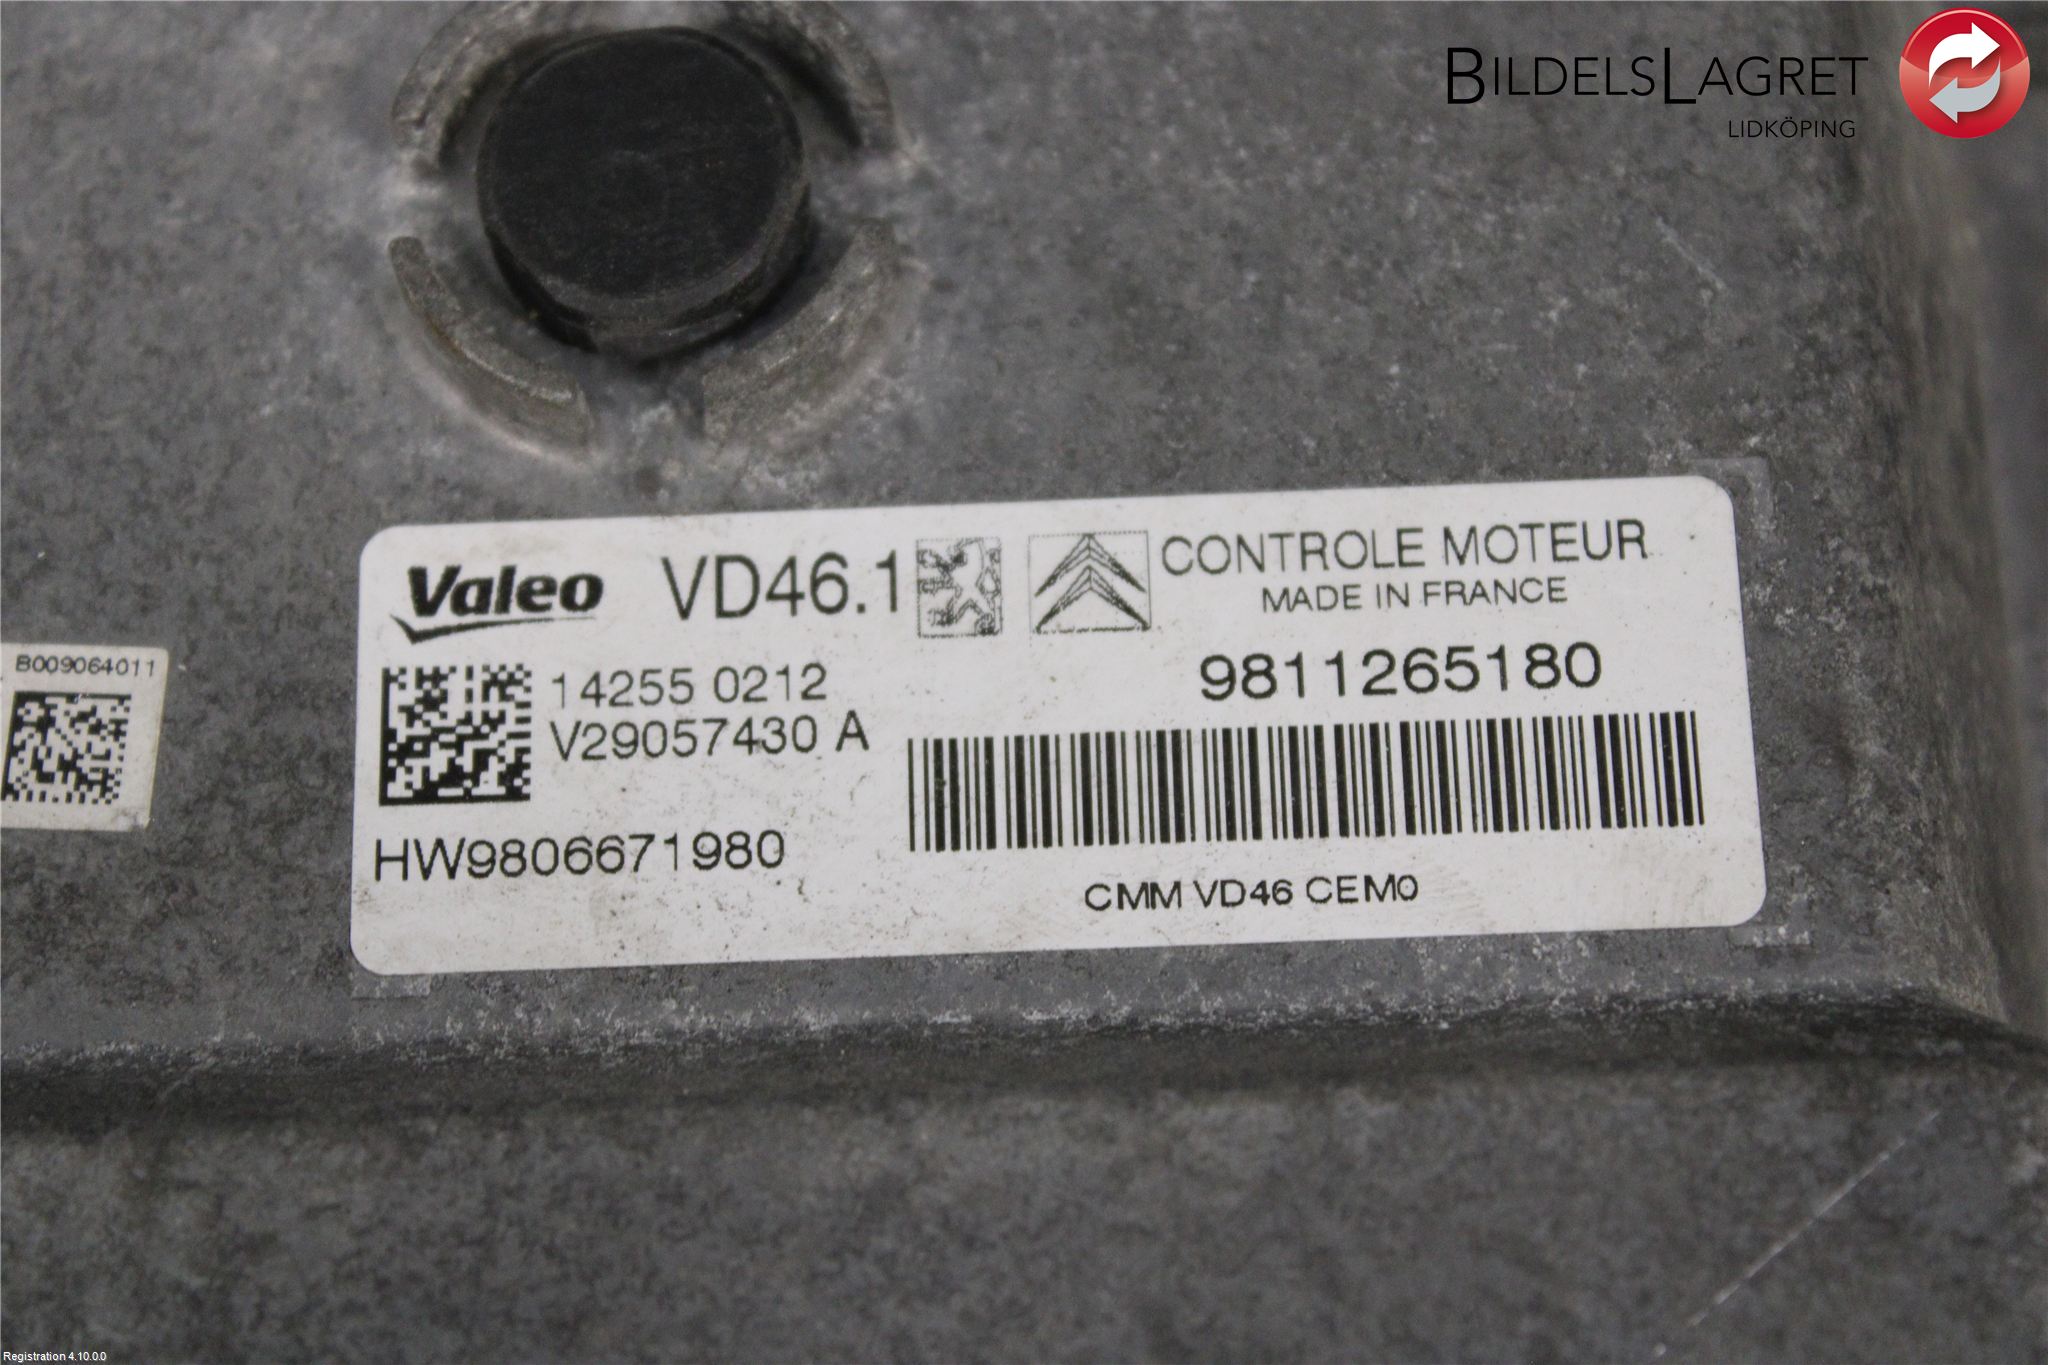 BILDELSLAGRET
LIDKÖPING
Valeo VD46.1 CONTROLE MOTEUR
MADE IN FRANCE
B009064011
14255 0212
9811265180
V29057430 A
HW9806671980
CMM VD46 CEM0
Registration 4.10.0.0